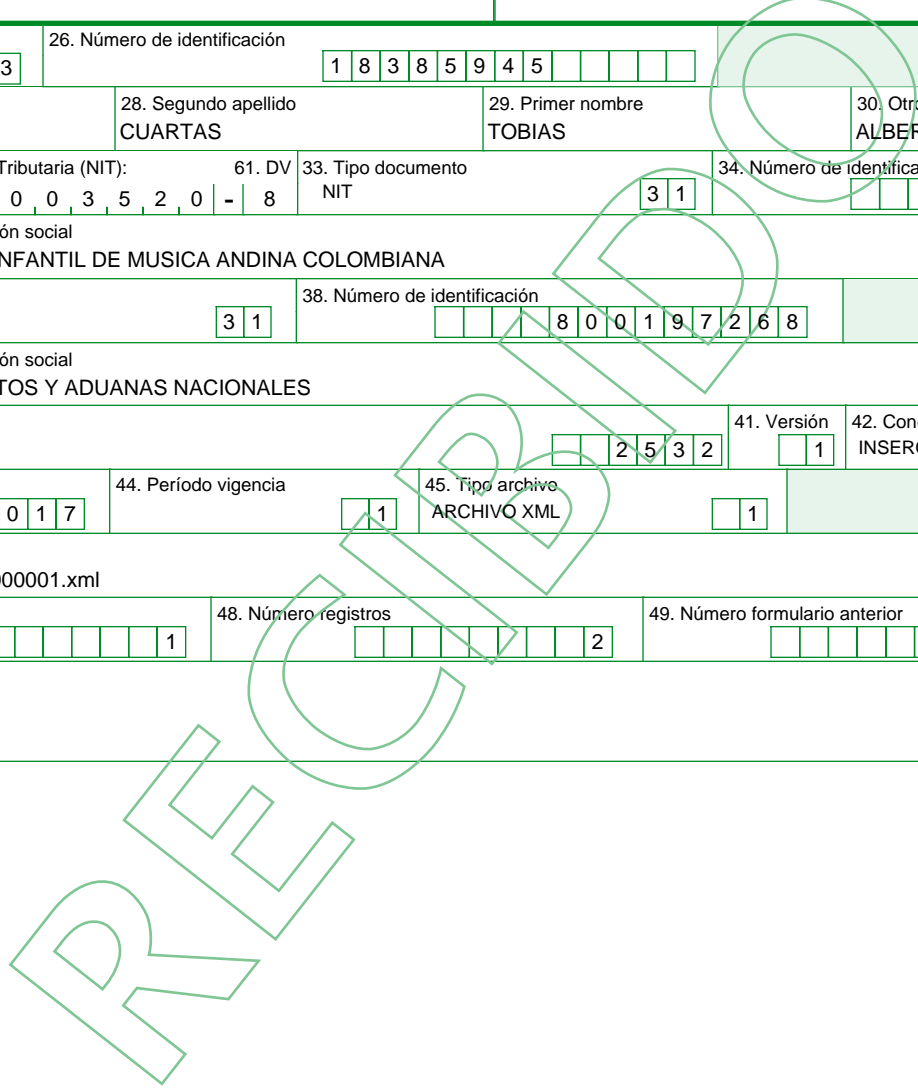 26. Número de identificación
3 1 8 3 8 5 9 4 5
28. Segundo apellido 29. Primer nombre 30. Otro
CUARTAS TOBIAS ALBER
Tributaria (NIT): 61. DV 33. Tipo documento 34. Número de identifica
0 0 3 5 2 0 - 8 NIT 3 1
ón social
NFANTIL DE MUSICA ANDINA COLOMBIANA
38. Número de identificación
3 1 8 0 0 1 9 7 2 6 8
ón social
TOS Y ADUANAS NACIONALES
41. Versión 42. Con
2 5 3 2 1 INSER
44. Período vigencia 45. Tipo archivo
0 1 7 1 ARCHIVO XML 1
000001.xml
48. Número registros 49. Número formulario anterior
1 2
RECIBIDO